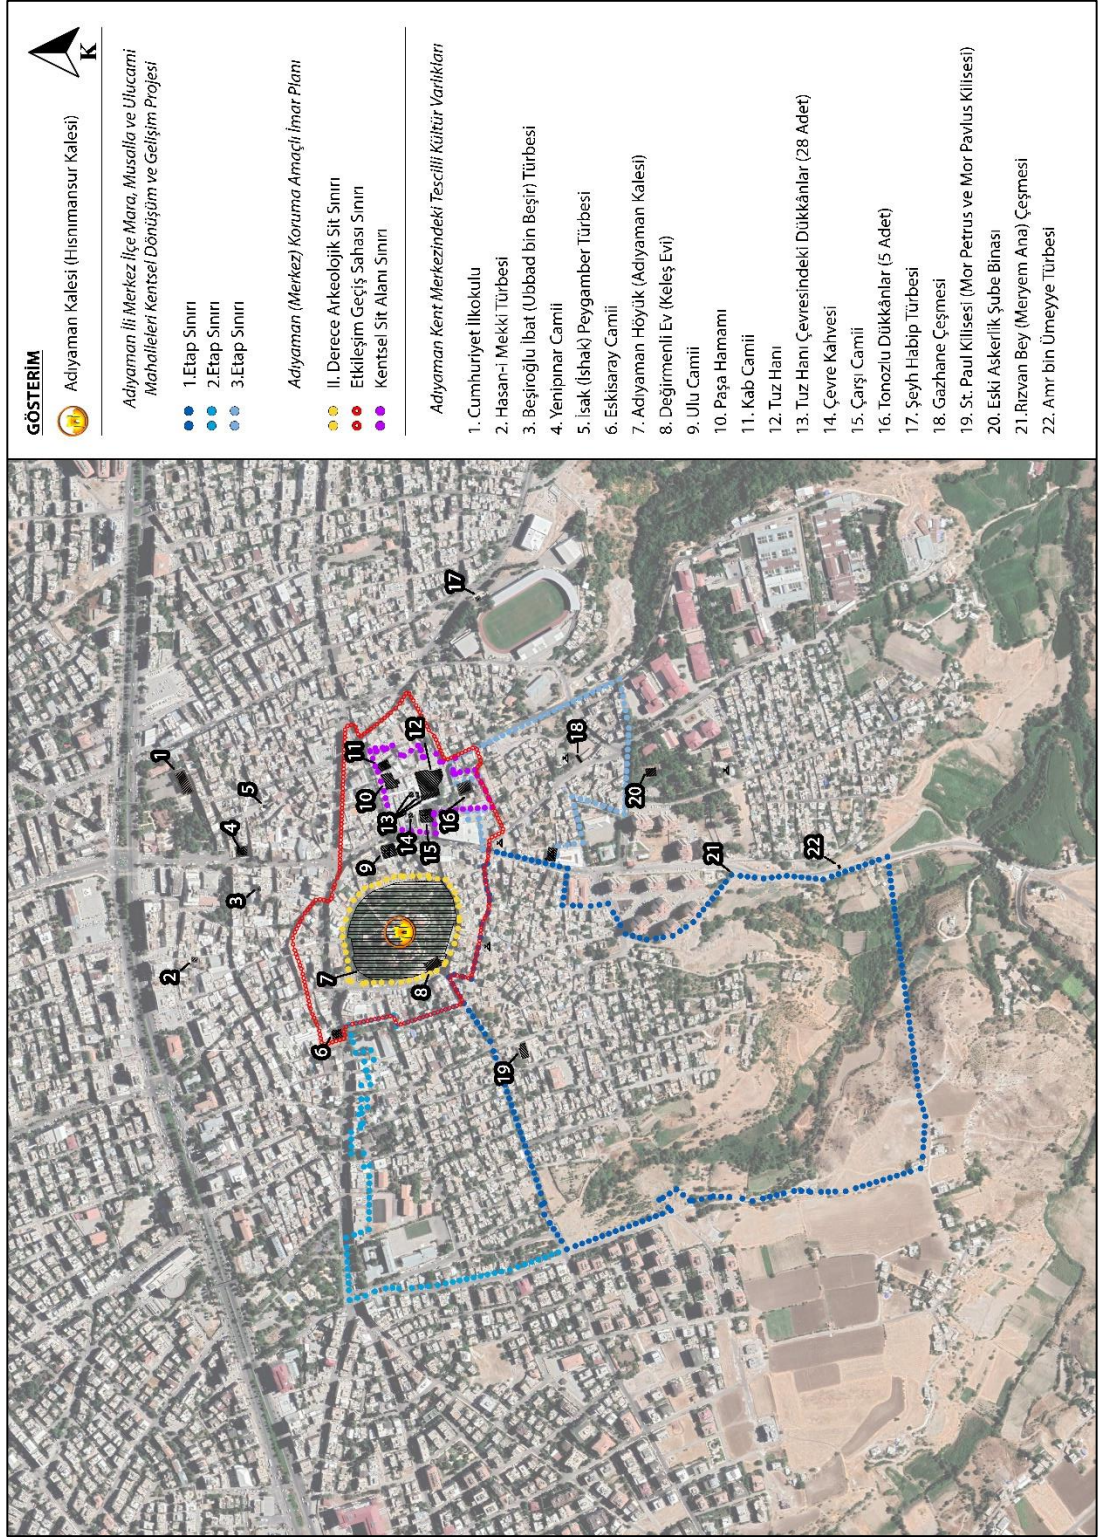 GÖSTERİM
K
Adıyaman Kalesi (Hısnımansur Kalesi)
Adıyaman İli Merkez İlçe Mara, Musalla ve Ulucami
Mahalleleri Kentsel Dönüşüm ve Gelişim Projesi
1.Etap Sınırı
2.Etap Sınırı
3.Etap Sınırı
Adıyaman (Merkez) Koruma Amaçlı İmar Planı
II. Derece Arkeolojik Sit Sınırı
Etkileşim Geçiş Sahası Sınırı
Kentsel Sit Alanı Sınırı
Adıyaman Kent Merkezindeki Tescilli Kültür Varlıkları
1. Cumhuriyet İlkokulu
2. Hasan-i Mekki Türbesi
3. Beşiroğlu İbat (Ubbad bin Beşir) Türbesi
4. Yenipınar Camii
5. İsak (İshak) Peygamber Türbesi
6. Eskisaray Camii
7. Adıyaman Höyük (Adıyaman Kalesi)
8. Değirmenli Ev (Keleş Evi)
9. Ulu Camii
10. Paşa Hamamı
11. Kab Camii
12. Tuz Hanı
13. Tuz Hanı Çevresindeki Dükkânlar (28 Adet)
14. Çevre Kahvesi
15. Çarşı Camii
16. Tonozlu Dükkânlar (5 Adet)
17. Şeyh Habip Türbesi
18. Gazhane Çeşmesi
19. St. Paul Kilisesi (Mor Petrus ve Mor Pavlus Kilisesi)
20. Eski Askerlik Şube Binası
21.Rızvan Bey (Meryem Ana) Çeşmesi
22. Amr bin Ümeyye Türbesi
1
2
3
4
5
6
7
8
9
10
11
12
13
14
15
16
17
18
19
20
21
22